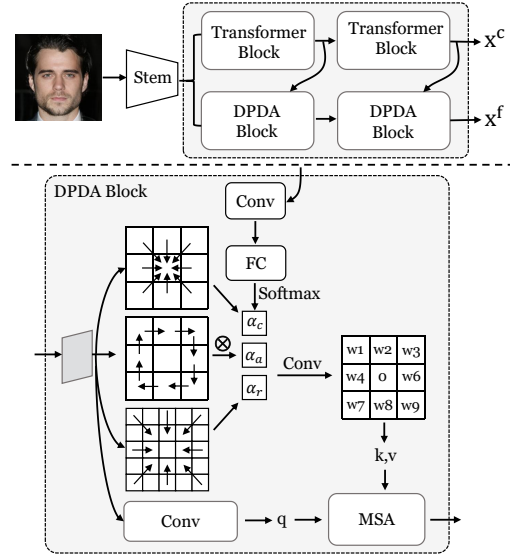 Transformer
Block
Transformer
Block
x^c
Stem
DPDA
Block
DPDA
Block
x^f
DPDA Block
Conv
FC
Softmax
α_c
⊗
α_a
Conv
α_r
w1 w2 w3
w4 0 w6
w7 w8 w9
k,v
Conv
q
MSA